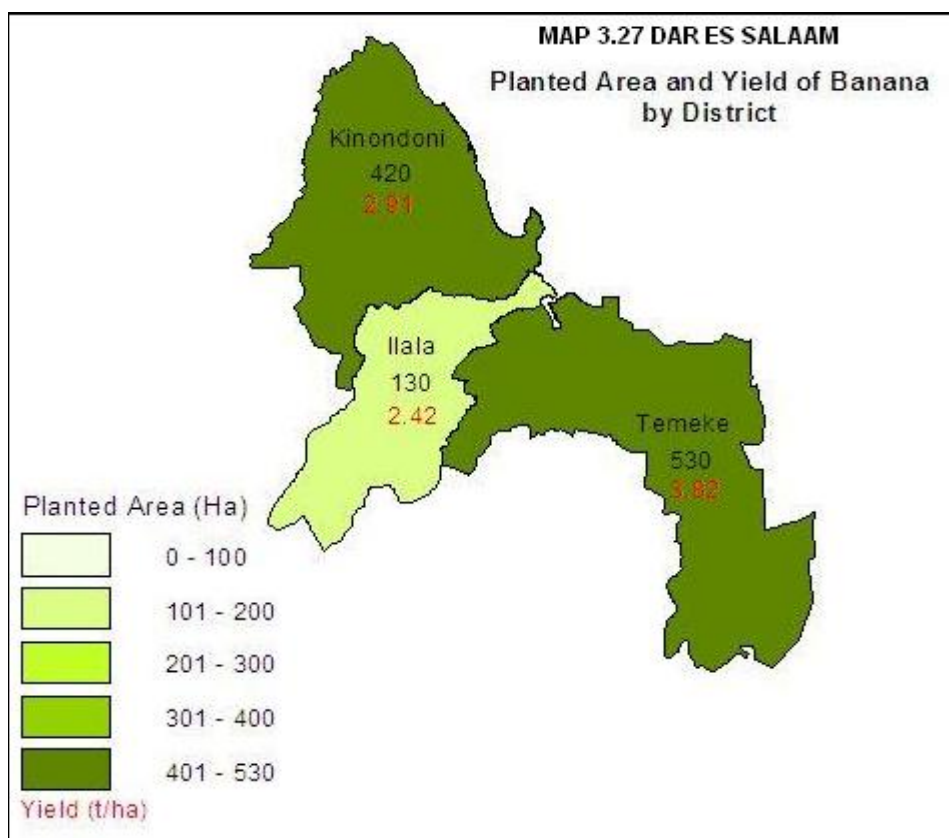 MAP 3.27 DAR ES SALAAM
Planted Area and Yield of Banana
by District
Kinondoni
420
2.91
Ilala
130
2.42
Temeke
530
3.82
Planted Area (Ha)
0 - 100
101 - 200
201 - 300
301 - 400
401 - 530
Yield (t/ha)